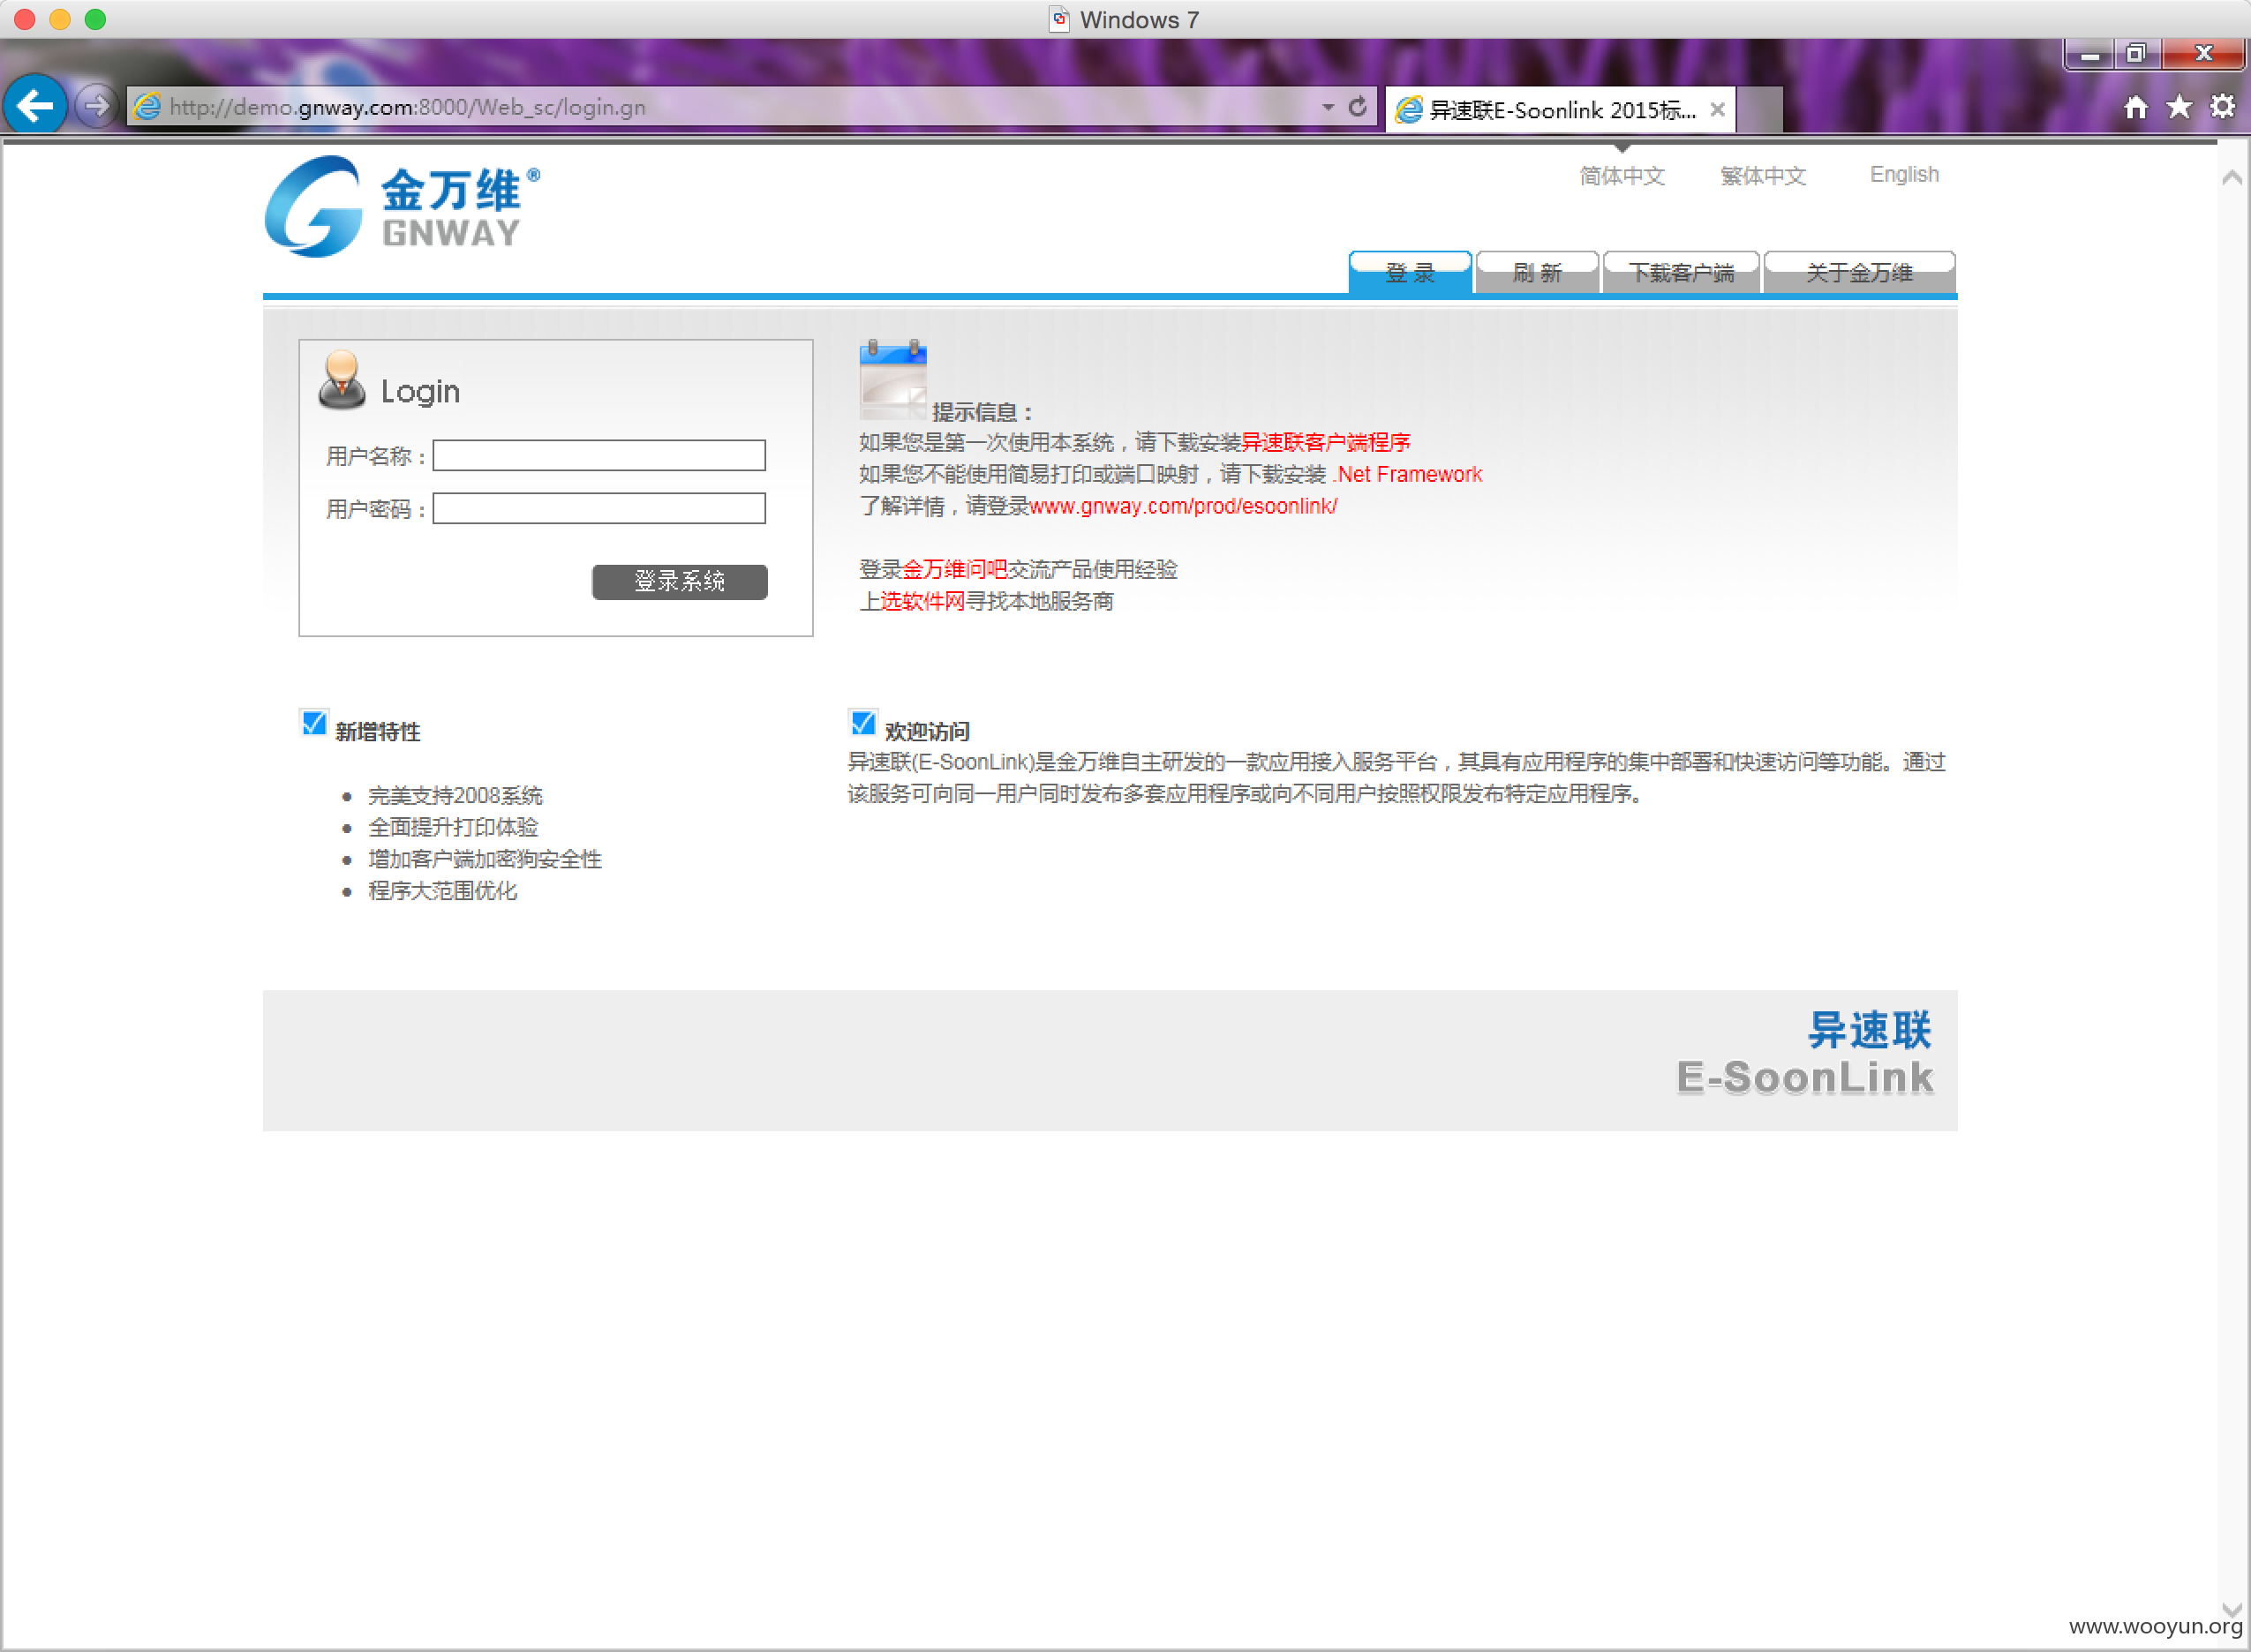 Windows 7
http://demo.gnway.com:8000/Web_sc/login.gn
异速联E-Soonlink 2015标...
金万维®
GNWAY
简体中文 繁体中文 English
登 录 刷 新 下载客户端 关于金万维
Login
用户名称：
用户密码：
登录系统
提示信息：
如果您是第一次使用本系统，请下载安装异速联客户端程序
如果您不能使用简易打印或端口映射，请下载安装 .Net Framework
了解详情，请登录www.gnway.com/prod/esoonlink/
登录金万维问吧交流产品使用经验
上选软件网寻找本地服务商
新增特性
完美支持2008系统
全面提升打印体验
增加客户端加密狗安全性
程序大范围优化
欢迎访问
异速联(E-SoonLink)是金万维自主研发的一款应用接入服务平台，其具有应用程序的集中部署和快速访问等功能。通过
该服务可向同一用户同时发布多套应用程序或向不同用户按照权限发布特定应用程序。
异速联
E-SoonLink
www.wooyun.org